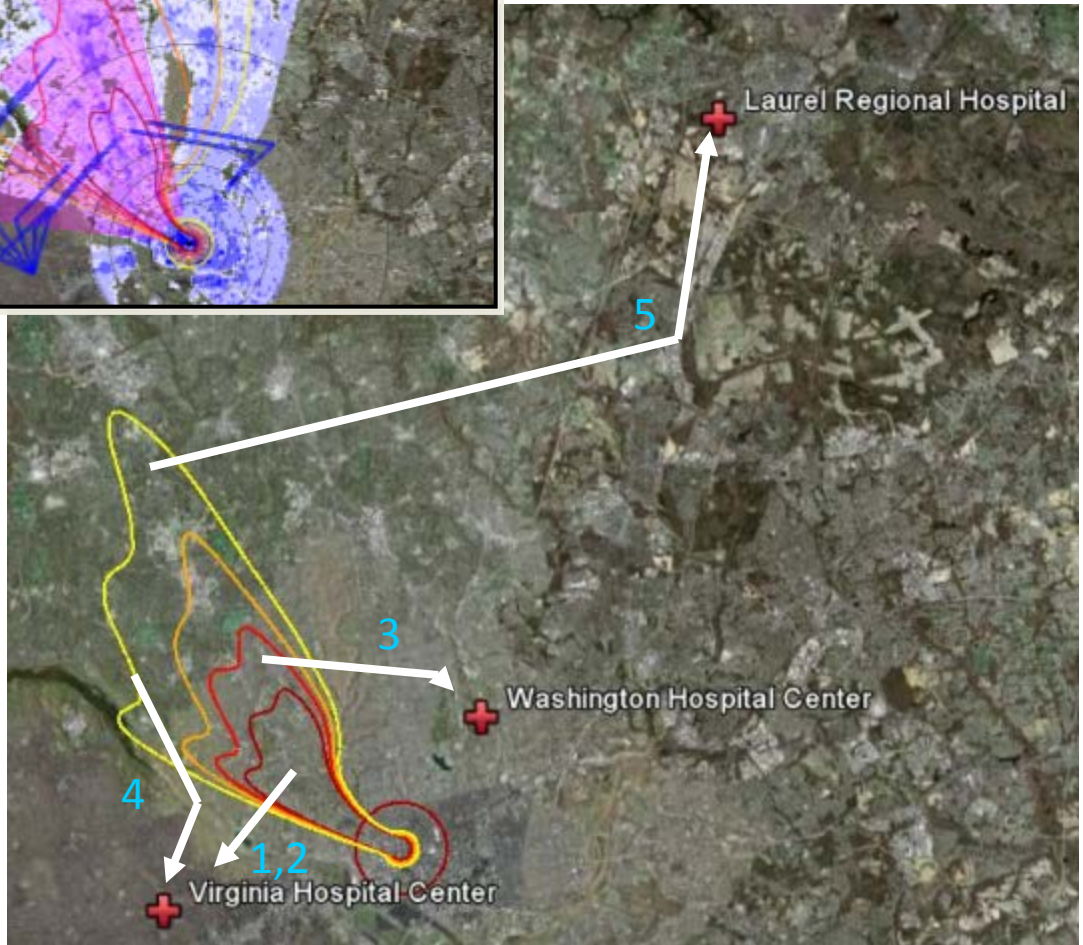 Laurel Regional Hospital
5
3
Washington Hospital Center
4
1,2
Virginia Hospital Center